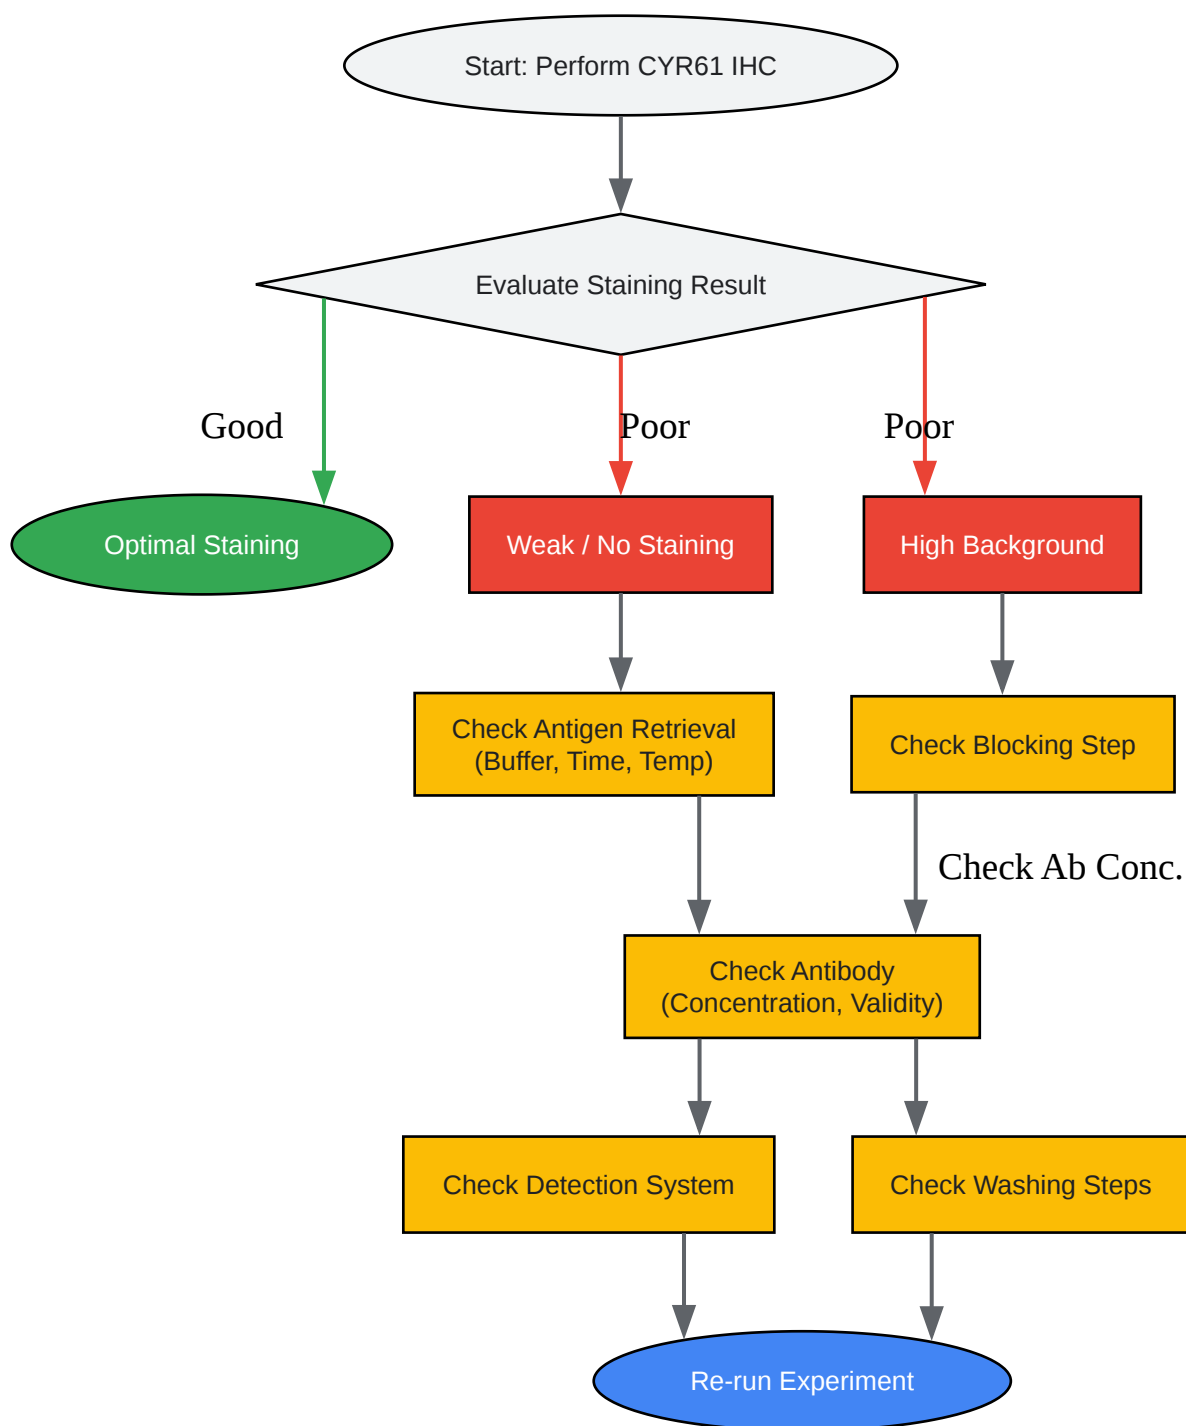 Start: Perform CYR61 IHC
Evaluate Staining Result
Good
Poor
Poor
Optimal Staining
Weak / No Staining
High Background
Check Antigen Retrieval
(Buffer, Time, Temp)
Check Blocking Step
Check Ab Conc.
Check Antibody
(Concentration, Validity)
Check Detection System
Check Washing Steps
Re-run Experiment